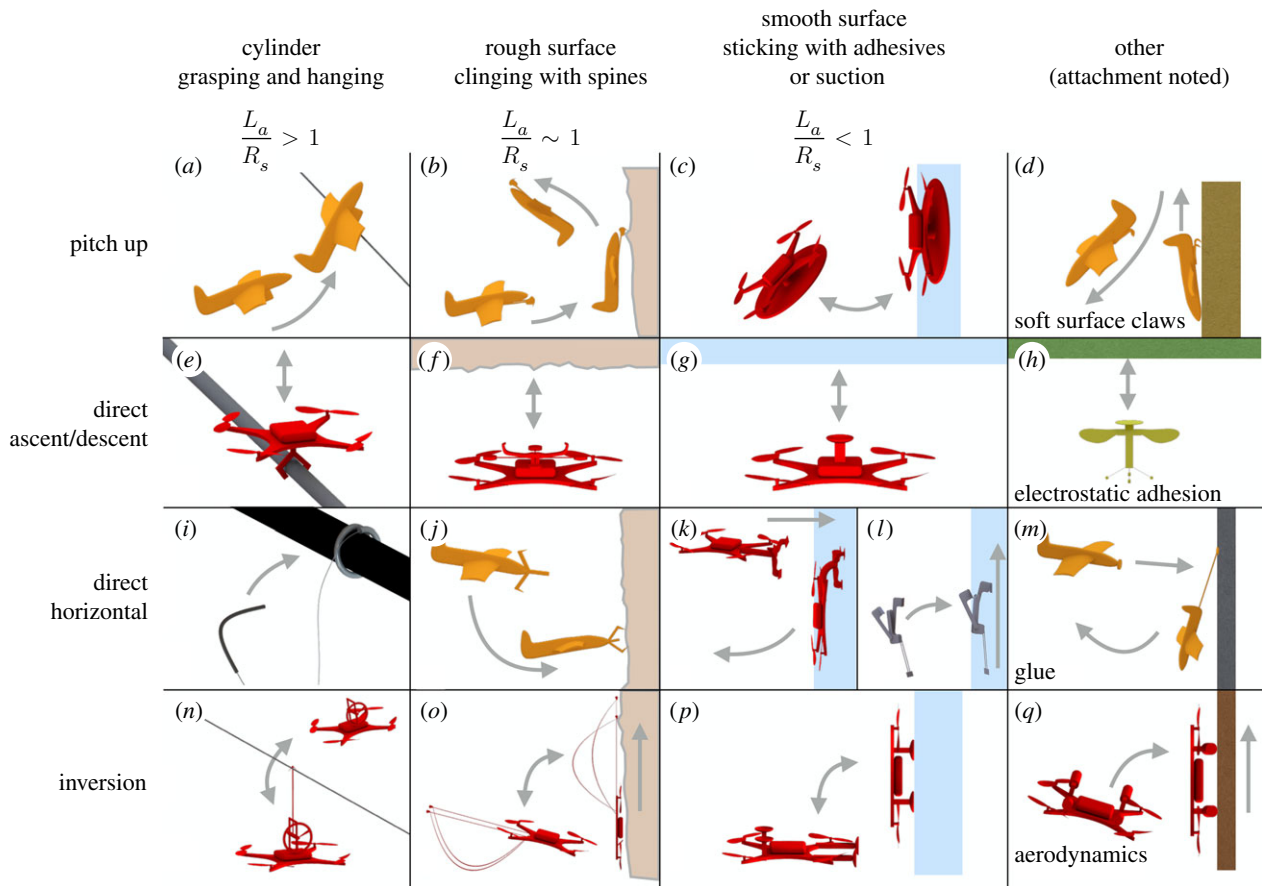 cylinder
grasping and hanging
rough surface
clinging with spines
smooth surface
sticking with adhesives
or suction
other
(attachment noted)
L_a/R_s > 1
L_a/R_s ~ 1
L_a/R_s < 1
pitch up
(a)
(b)
(c)
(d)
soft surface claws
direct
ascent/descent
(e)
(f)
(g)
(h)
electrostatic adhesion
direct
horizontal
(i)
(j)
(k)
(l)
(m)
glue
inversion
(n)
(o)
(p)
(q)
aerodynamics